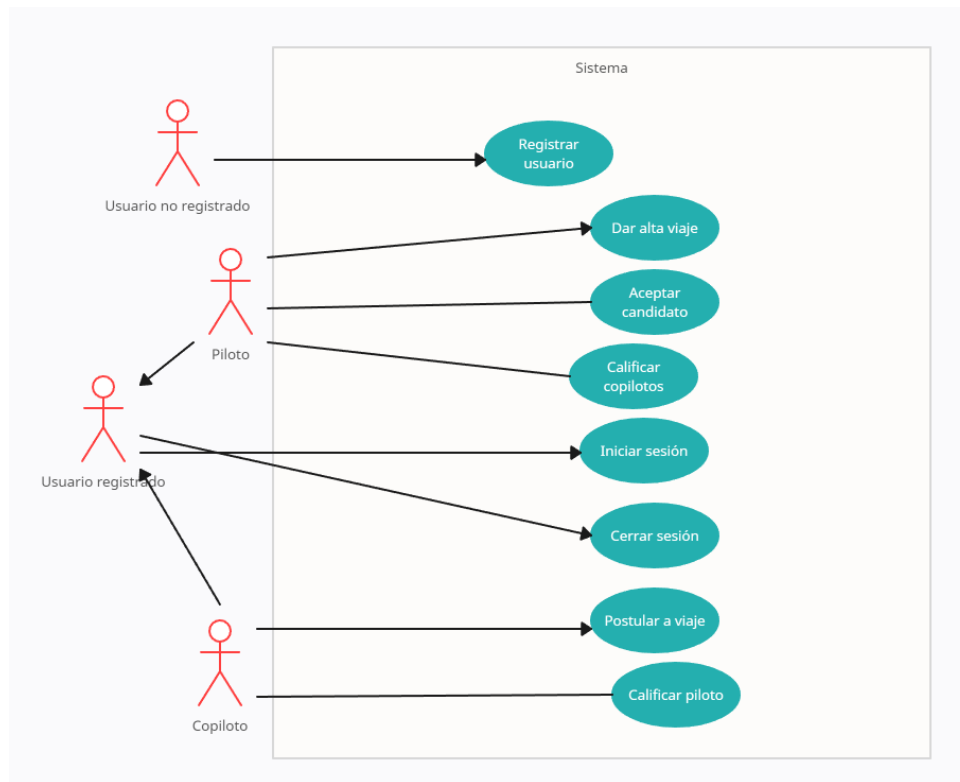 Sistema
Registrar
usuario
Usuario no registrado
Dar alta viaje
Aceptar
candidato
Piloto
Calificar
copilotos
Iniciar sesión
Usuario registrado
Cerrar sesión
Postular a viaje
Calificar piloto
Copiloto